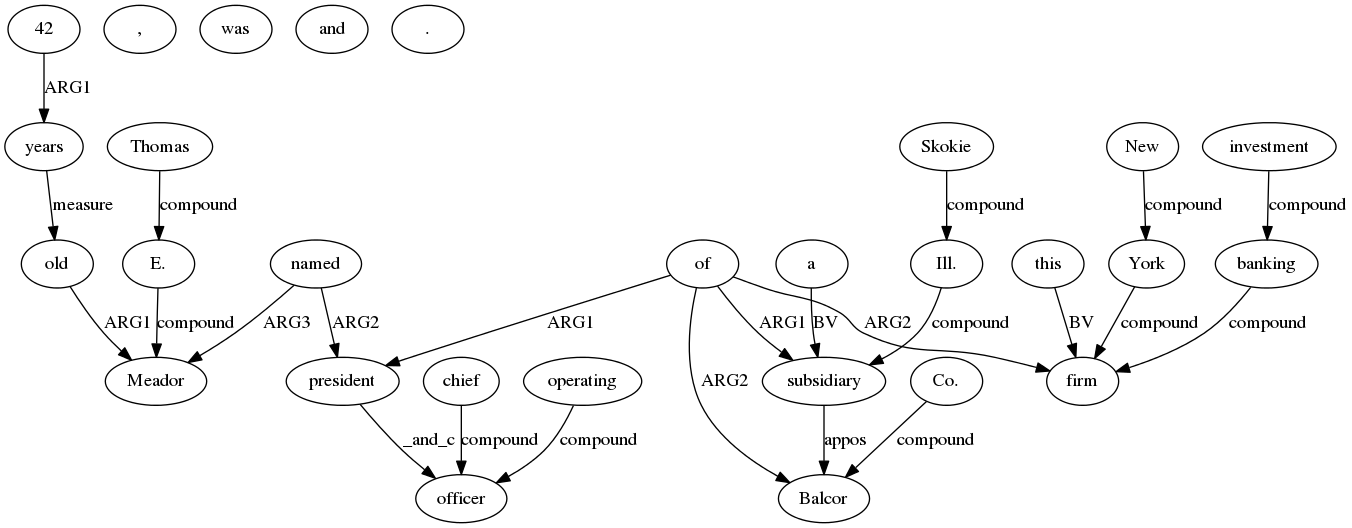 42 , was and .
ARG1
years Thomas Skokie New investment
measure compound compound compound compound
old E. named of a Ill. this York banking
ARG1 compound ARG3 ARG2 ARG1 ARG1 BV ARG2 compound BV compound compound
Meador president chief operating subsidiary Co. firm
ARG2
_and_c compound compound appos compound
officer Balcor